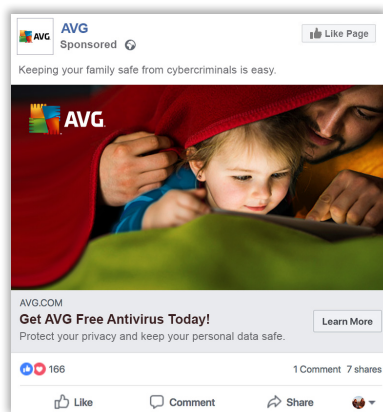 AVG
AVG
Sponsored
Like Page
Keeping your family safe from cybercriminals is easy.
AVG
AVG.COM
Get AVG Free Antivirus Today!
Learn More
Protect your privacy and keep your personal data safe.
166
1 Comment 7 shares
Like Comment Share